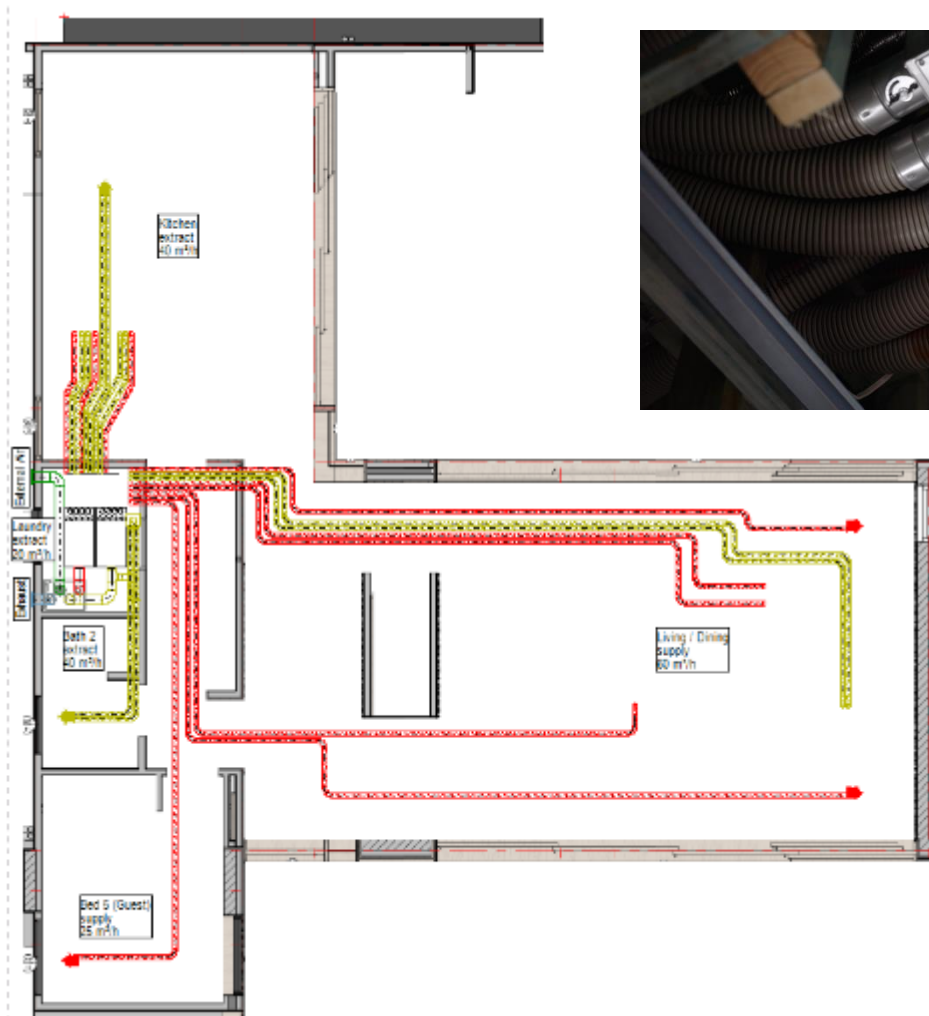 Kitchen
extract
40 m³/h
External Air
Laundry
extract
Exhaust
Bath 2
extract
40 m³/h
Living / Dining
supply
60 m³/h
Bed 5 (Guest)
supply
25 m³/h